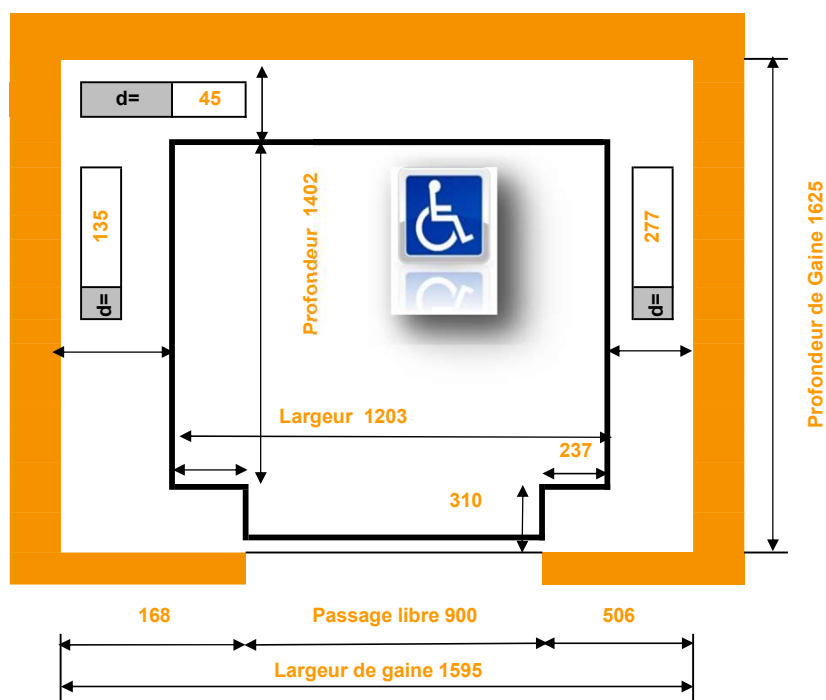 d= 45
135
d=
Profondeur 1402
277
d=
Profondeur de Gaine 1625
Largeur 1203
237
310
168
Passage libre 900
506
Largeur de gaine 1595